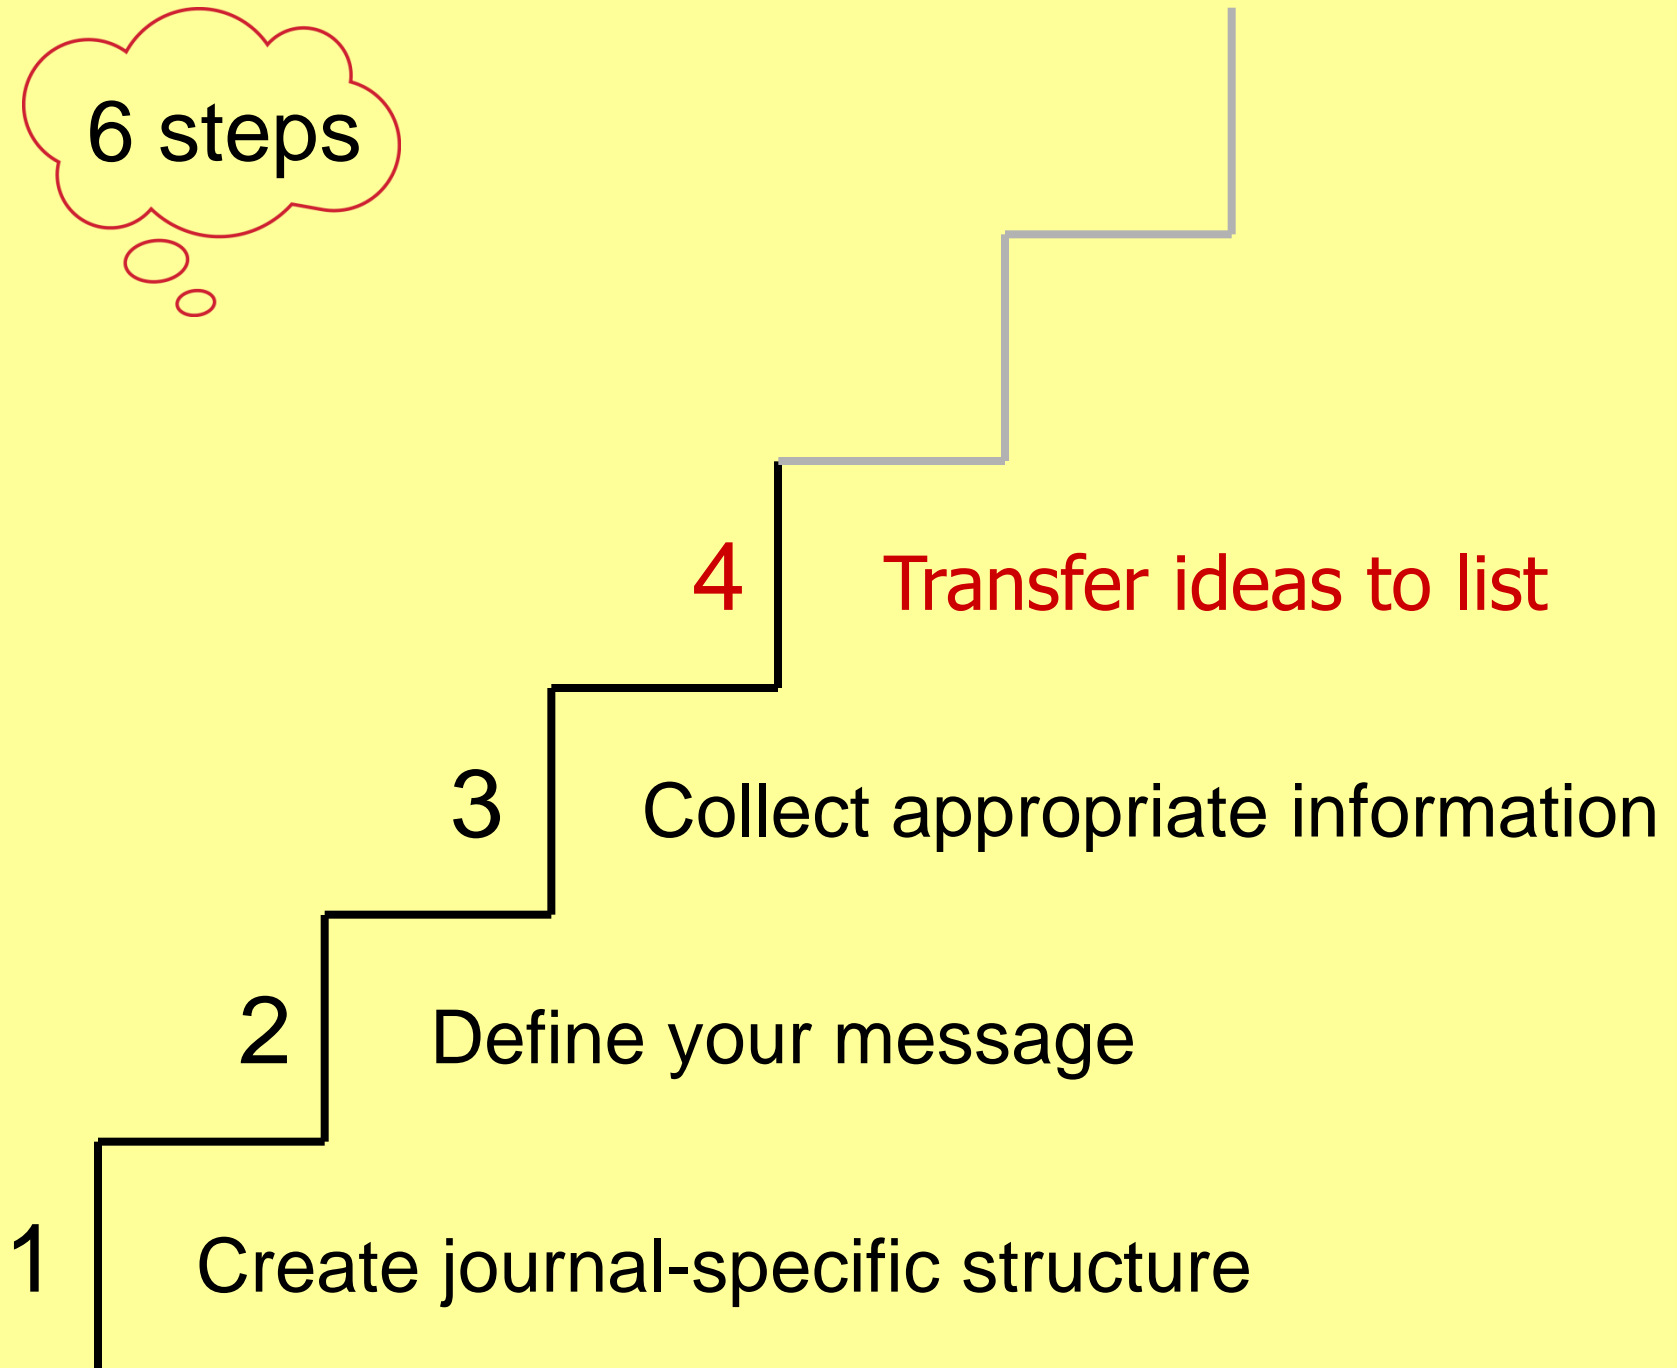 6 steps
4 Transfer ideas to list
3 Collect appropriate information
2 Define your message
1 Create journal-specific structure